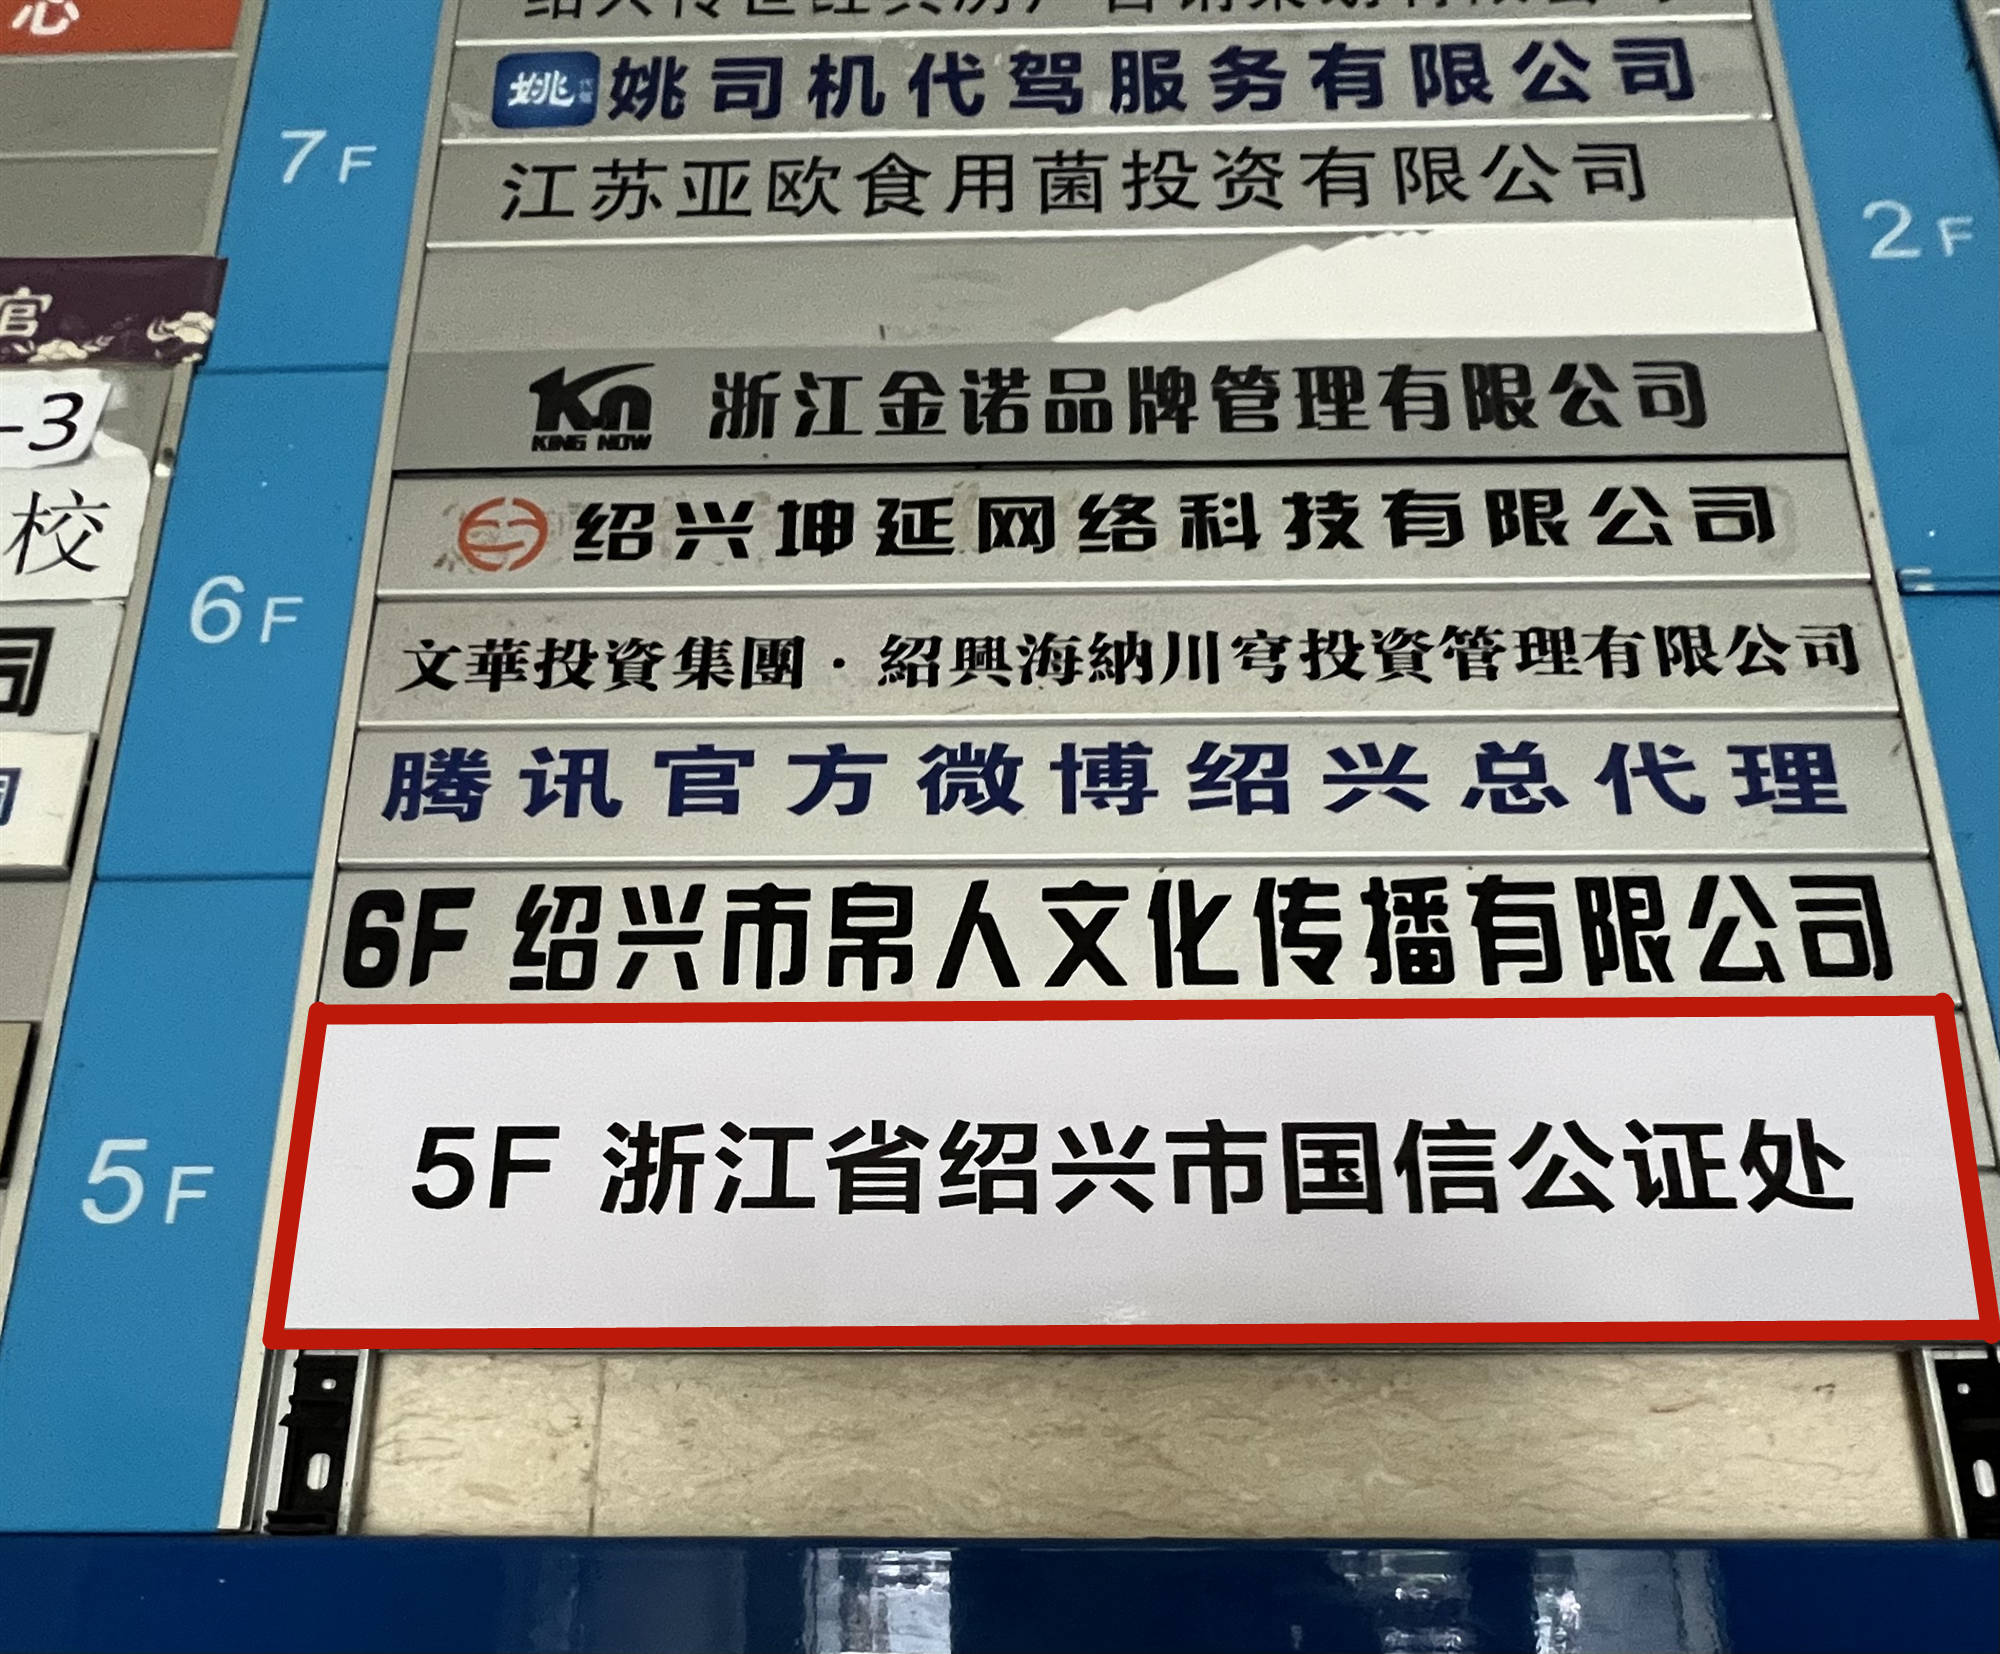 心
7F
姚
姚司机代驾服务有限公司
江苏亚欧食用菌投资有限公司
2F
官
-3
校
Kn
KING NOW
浙江金诺品牌管理有限公司
绍兴坤延网络科技有限公司
6F
文華投資集團·紹興海納川穹投資管理有限公司
司
腾讯官方微博绍兴总代理
6F 绍兴市帛人文化传播有限公司
5F
5F 浙江省绍兴市国信公证处